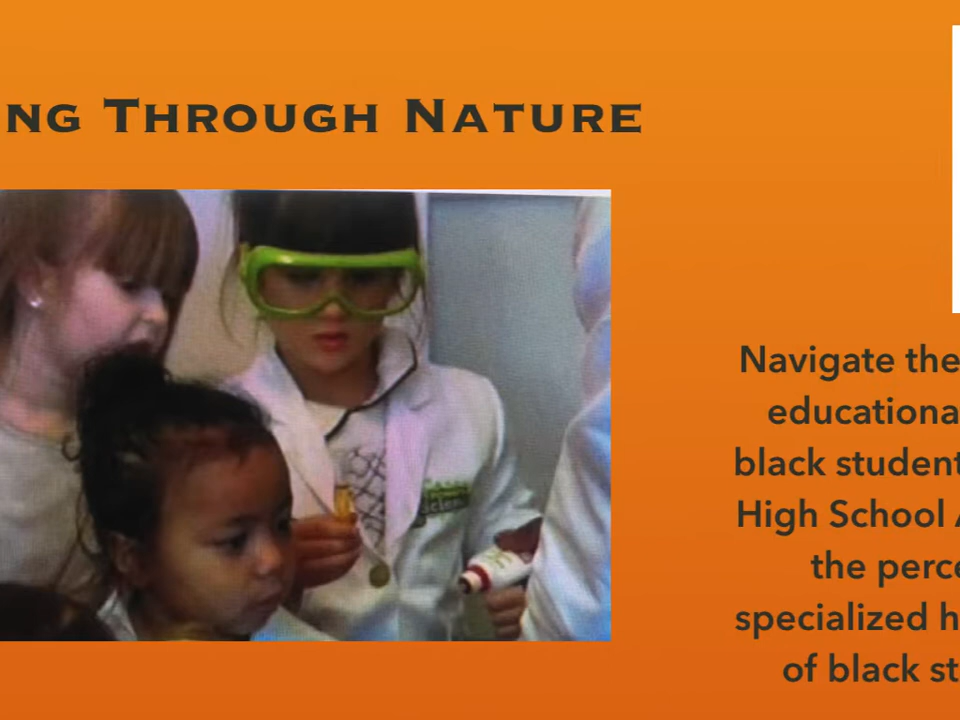 NG THROUGH NATURE
Navigate the
educationa
black student
High School
the perce
specialized h
of black st